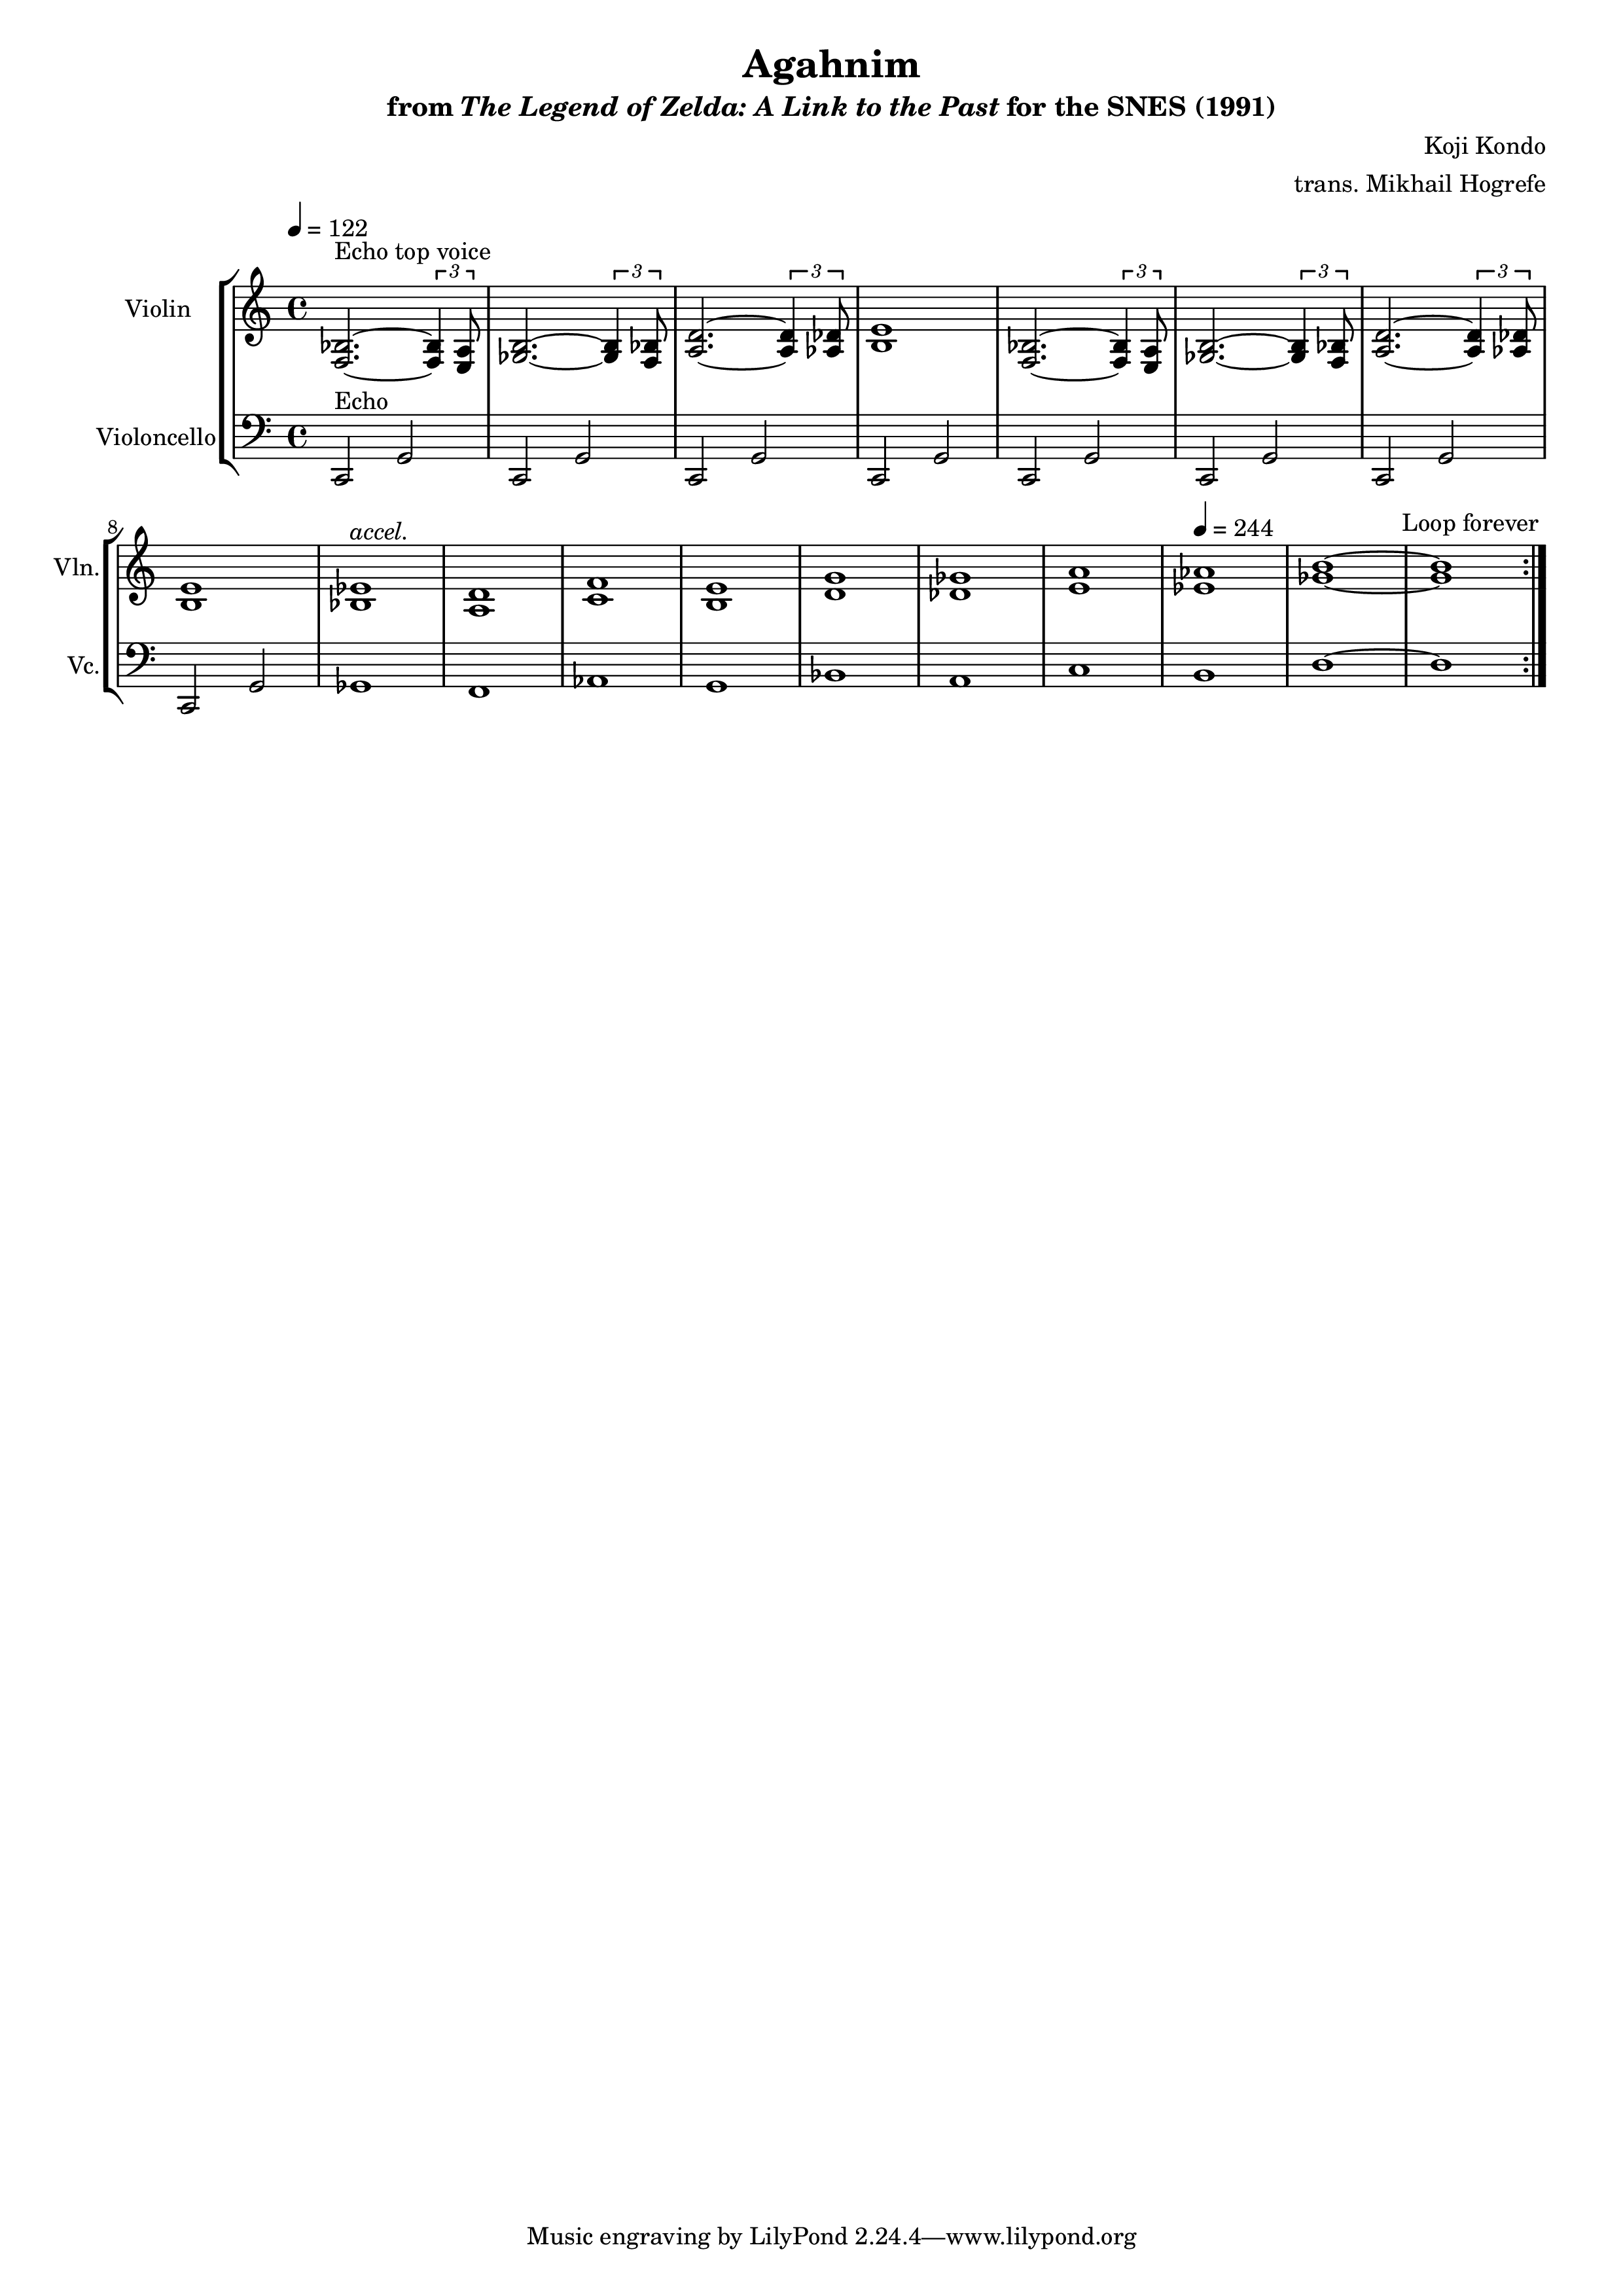 Agahnim
from The Legend of Zelda: A Link to the Past for the SNES (1991)
Koji Kondo
trans. Mikhail Hogrefe
= 122
Echo top voice
3 3 3 3 3 3
Violin
Echo
Violoncello
8 accel. = 244 Loop forever
Vln.
Vc.
Music engraving by LilyPond 2.24.4—www.lilypond.org